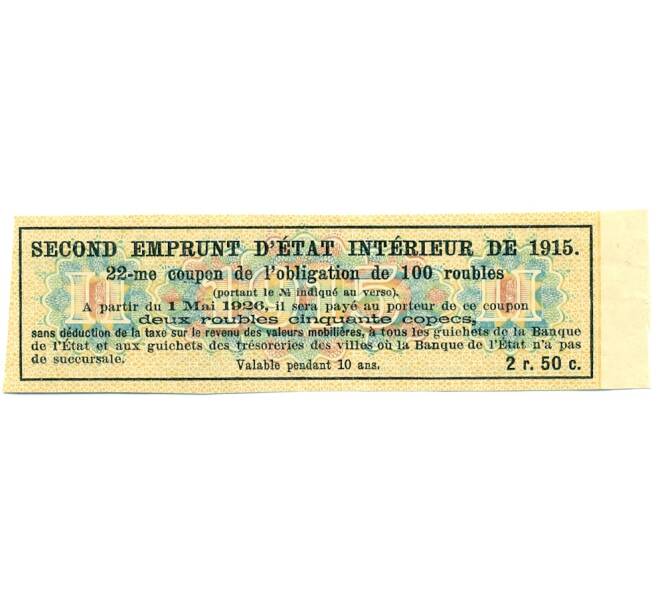 SECOND EMPRUNT D'ÉTAT INTÉRIEUR DE 1915.
22-me coupon de l'obligation de 100 roubles
(portant le № indiqué au verso).
A partir du 1 Mai 1926, il sera payé au porteur de ce coupon
deux roubles cinquante copecs,
sans déduction de la taxe sur le revenu des valeurs mobilières, à tous les guichets de la Banque
de l'État et aux guichets des trésoreries des villes où la Banque de l'État n'a pas
de succursale.
Valable pendant 10 ans.
2 r. 50 c.